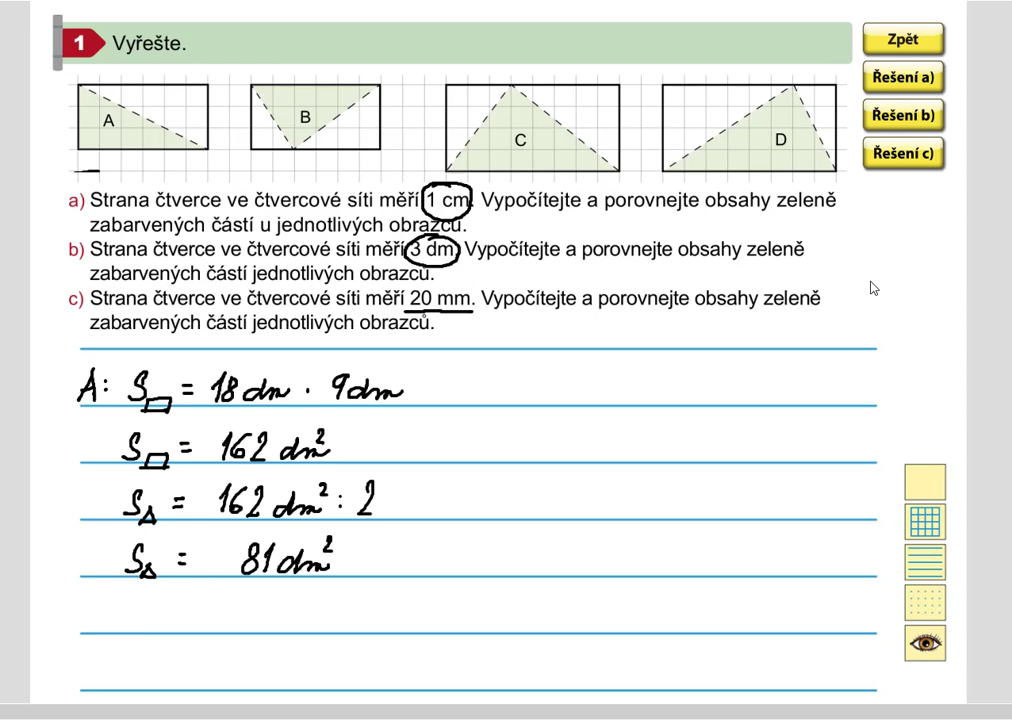 1 Vyřešte.
Zpět
Řešení a)
Řešení b)
Řešení c)
A
B
C
D
a) Strana čtverce ve čtvercové síti měří 1 cm. Vypočítejte a porovnejte obsahy zeleně
zabarvených částí u jednotlivých obrazců.
b) Strana čtverce ve čtvercové síti měří 3 dm. Vypočítejte a porovnejte obsahy zeleně
zabarvených částí jednotlivých obrazců.
c) Strana čtverce ve čtvercové síti měří 20 mm. Vypočítejte a porovnejte obsahy zeleně
zabarvených částí jednotlivých obrazců.
A: S▭ = 18 dm · 9 dm
S▭ = 162 dm²
S△ = 162 dm² : 2
S△ = 81 dm²